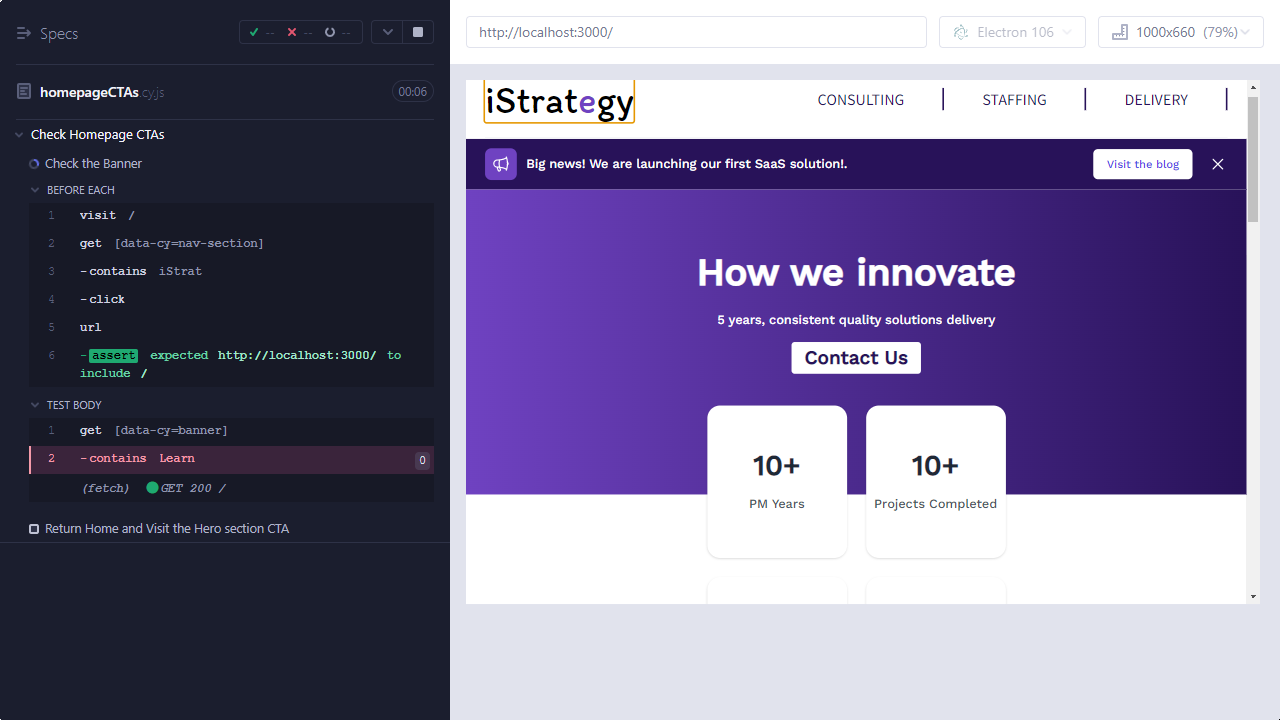 Specs
-- -- --
homepageCTAs.cy.js 00:06
Check Homepage CTAs
Check the Banner
BEFORE EACH
1 visit /
2 get [data-cy=nav-section]
3 -contains iStrat
4 -click
5 url
6 -assert expected http://localhost:3000/ to
include /
TEST BODY
1 get [data-cy=banner]
2 -contains Learn 0
(fetch) GET 200 /
Return Home and Visit the Hero section CTA
http://localhost:3000/
Electron 106
1000x660 (79%)
iStrategy
CONSULTING
STAFFING
DELIVERY
Big news! We are launching our first SaaS solution!.
Visit the blog
How we innovate
5 years, consistent quality solutions delivery
Contact Us
10+
PM Years
10+
Projects Completed